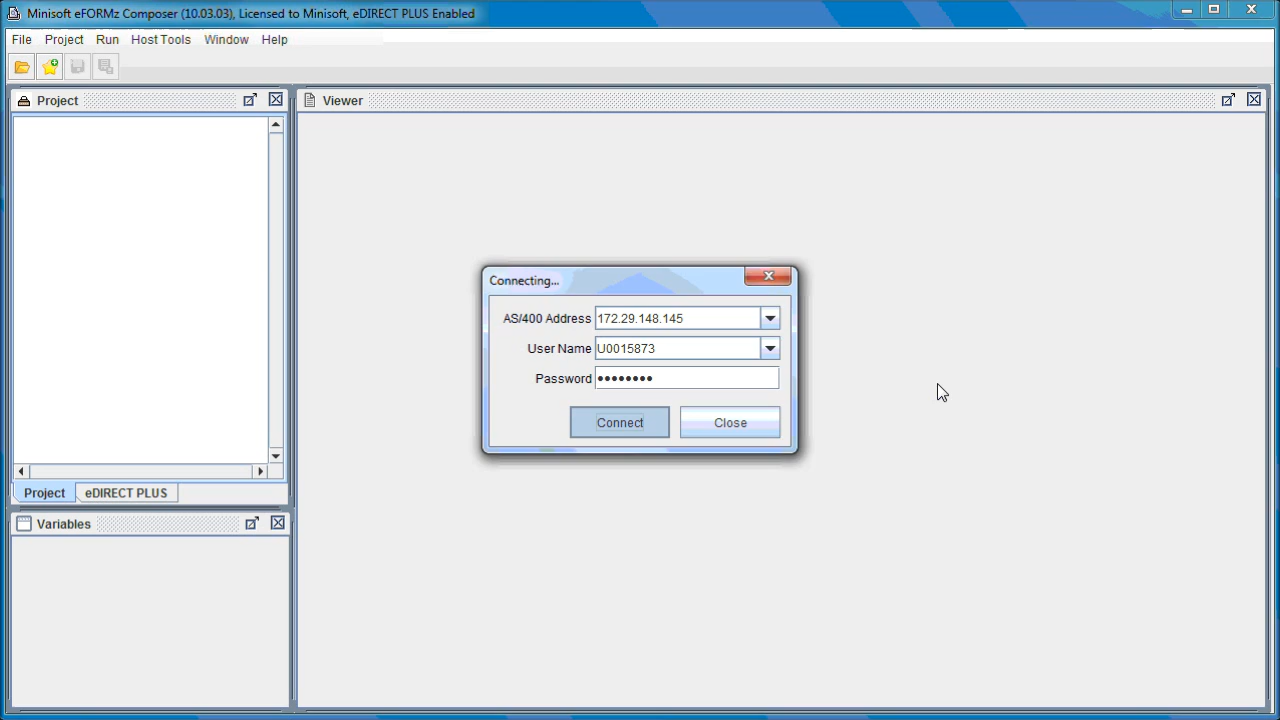 Minisoft eFORMz Composer (10.03.03), Licensed to Minisoft, eDIRECT PLUS Enabled
File Project Run Host Tools Window Help
Project
Viewer
Connecting...
AS/400 Address 172.29.148.145
User Name U0015873
Password ••••••••
Connect Close
Project eDIRECT PLUS
Variables